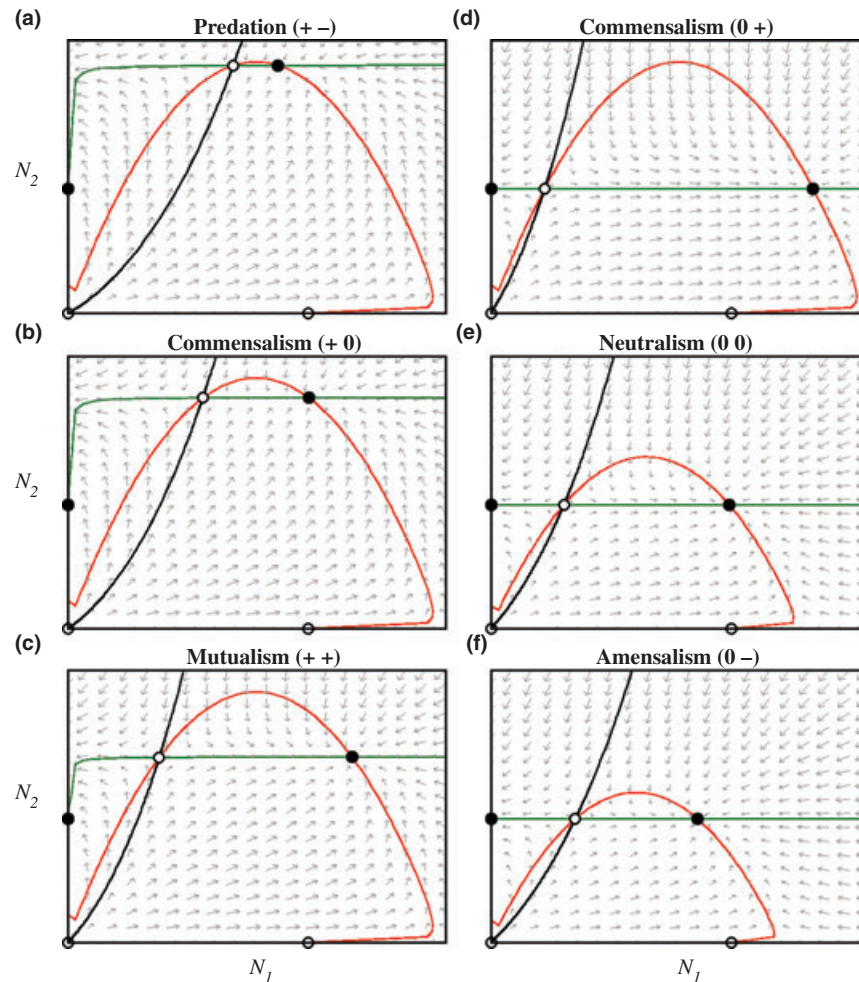 (a)
Predation (+ −)
N2
(b)
Commensalism (+ 0)
N2
(c)
Mutualism (+ +)
N2
N1
(d)
Commensalism (0 +)
(e)
Neutralism (0 0)
(f)
Amensalism (0 −)
N1